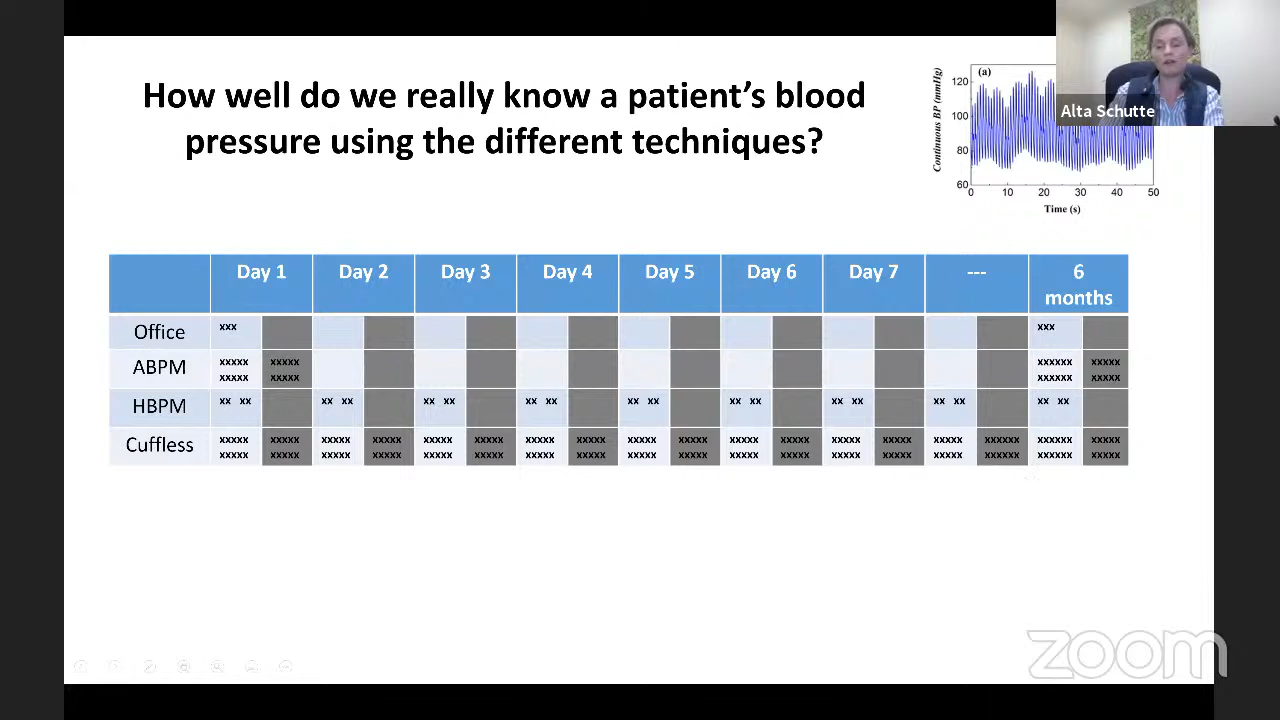 How well do we really know a patient's blood
pressure using the different techniques?
(a)
Continuous BP (mmHg)
120
100
80
60
0 10 20 30 40 50
Time (s)
Alta Schutte
Day 1 Day 2 Day 3 Day 4 Day 5 Day 6 Day 7 --- 6
months
Office xxx xxx
ABPM xxxxx xxxxx xxxxxx xxxxx
xxxxx xxxxx xxxxxx xxxxx
HBPM xx xx xx xx xx xx xx xx xx xx xx xx xx xx xx xx xx xx
Cuffless xxxxx xxxxx xxxxx xxxxx xxxxx xxxxx xxxxx xxxxx xxxxx xxxxx xxxxx xxxxx xxxxx xxxxx xxxxx xxxxxx xxxxxx xxxxx
xxxxx xxxxx xxxxx xxxxx xxxxx xxxxx xxxxx xxxxx xxxxx xxxxx xxxxx xxxxx xxxxx xxxxx xxxxx xxxxxx xxxxxx xxxxx
zoom